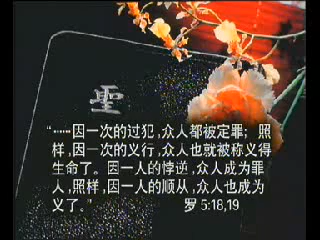 聖
“……因一次的过犯,众人都被定罪；照
样,因一次的义行,众人也就被称义得
生命了。因一人的悖逆,众人成为罪
人,照样,因一人的顺从,众人也成为
义了。”
罗 5:18,19